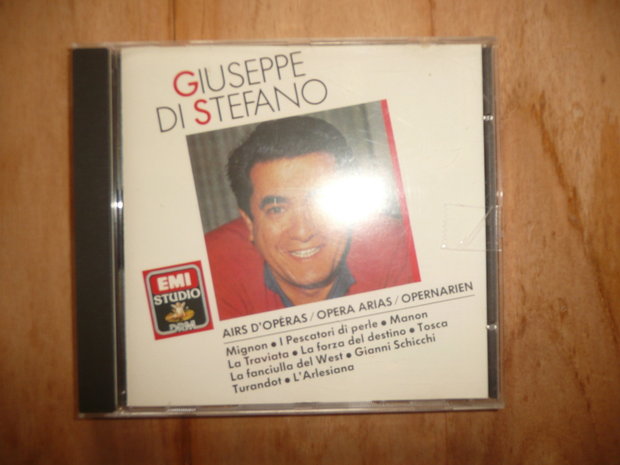 GIUSEPPE
DI STEFANO
EMI
STUDIO
DRM
AIRS D'OPÉRAS / OPERA ARIAS / OPERNARIEN
Mignon • I Pescatori di perle • Manon
La Traviata • La forza del destino • Tosca
La fanciulla del West • Gianni Schicchi
Turandot • L'Arlesiana